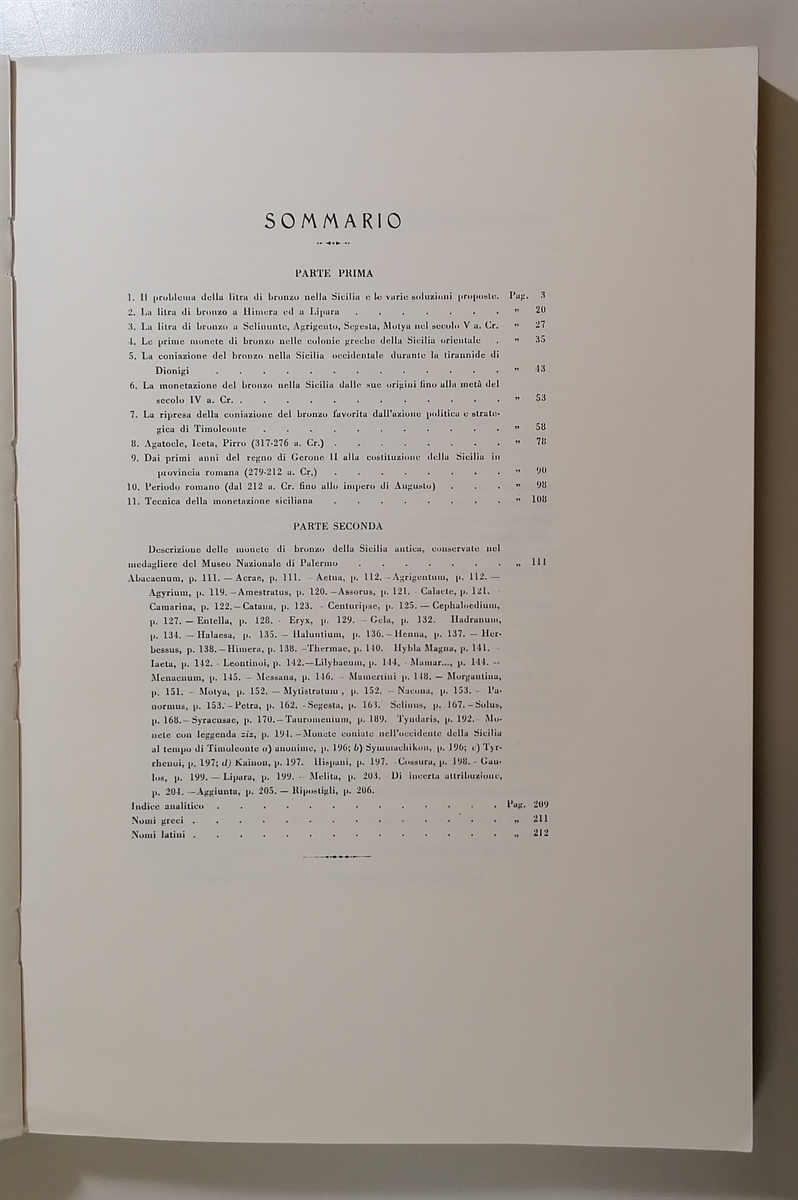 SOMMARIO
PARTE PRIMA
1. Il problema della litra di bronzo nella Sicilia e le varie soluzioni proposte. Pag. 3
2. La litra di bronzo a Himera ed a Lipara . . . . . . . „ 20
3. La litra di bronzo a Selinunte, Agrigento, Segesta, Motya nel secolo V a. Cr. „ 27
4. Le prime monete di bronzo nelle colonie greche della Sicilia orientale . „ 35
5. La coniazione del bronzo nella Sicilia occidentale durante la tirannide di
Dionigi . . . . . . . . . . . . . . „ 43
6. La monetazione del bronzo nella Sicilia dalle sue origini fino alla metà del
secolo IV a. Cr. . . . . . . . . . . . . . „ 53
7. La ripresa della coniazione del bronzo favorita dall'azione politica e strate-
gica di Timoleonte . . . . . . . . . . . . „ 58
8. Agatocle, Iceta, Pirro (317-276 a. Cr.) . . . . . . . . „ 78
9. Dai primi anni del regno di Gerone II alla costituzione della Sicilia in
provincia romana (279-212 a. Cr.) . . . . . . . . „ 90
10. Periodo romano (dal 212 a. Cr. fino allo impero di Augusto) . . . „ 98
11. Tecnica della monetazione siciliana . . . . . . . . „ 108
PARTE SECONDA
Descrizione delle monete di bronzo della Sicilia antica, conservate nel
medagliere del Museo Nazionale di Palermo . . . . . . . „ 111
Abacaenum, p. 111. — Acrae, p. 111. - Aetna, p. 112. - Agrigentum, p. 112. —
Agyrium, p. 119. - Amestratus, p. 120. - Assorus, p. 121. - Calacte, p. 121. -
Camarina, p. 122. - Catana, p. 123. - Centuripae, p. 125. — Cephaloedium,
p. 127. — Entella, p. 128. - Eryx, p. 129. - Gela, p. 132. Hadranum,
p. 134. — Halaesa, p. 135. — Haluntium, p. 136. - Henna, p. 137. — Her-
bessus, p. 138. - Himera, p. 138. - Thermae, p. 140. Hybla Magna, p. 141. -
Iaeta, p. 142. - Leontinoi, p. 142. — Lilybaeum, p. 144. - Mamar..., p. 144. —
Menaenum, p. 145. — Messana, p. 146. — Mamertini p. 148. — Morgantina,
p. 151. - Motya, p. 152. — Mytistratum, p. 152. — Nacona, p. 153. - Pa-
normus, p. 153. - Petra, p. 162. - Segesta, p. 163. Selinus, p. 167. - Solus,
p. 168. - Syracusae, p. 170. - Tauromenium, p. 189. Tyndaris, p. 192. - Mo-
nete con leggenda ziz, p. 194. - Monete coniate nell'occidente della Sicilia
al tempo di Timoleonte a) anonime, p. 196; b) Symmachikon, p. 196; c) Tyr-
rhenoi, p. 197; d) Kainon, p. 197. Hispani, p. 197. - Cossura, p. 198. - Gau-
los, p. 199. — Lipara, p. 199. - Melita, p. 203. Di incerta attribuzione,
p. 204. — Aggiunta, p. 205. — Ripostigli, p. 206.
Indice analitico . . . . . . . . . . . . . . Pag. 209
Nomi greci . . . . . . . . . . . . . . . „ 211
Nomi latini . . . . . . . . . . . . . . . „ 212